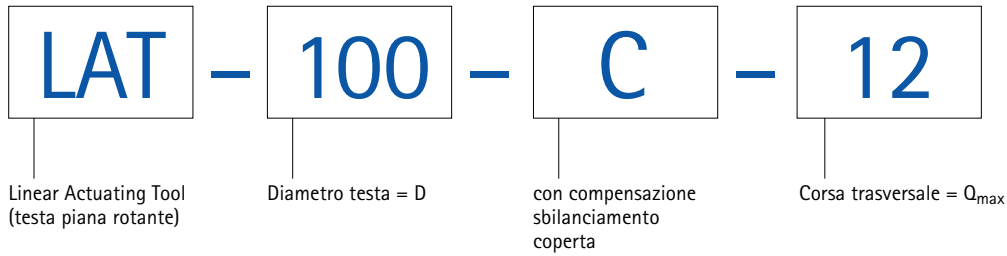 LAT – 100 – C – 12
Linear Actuating Tool
(testa piana rotante)
Diametro testa = D
con compensazione
sbilanciamento
coperta
Corsa trasversale = Qmax